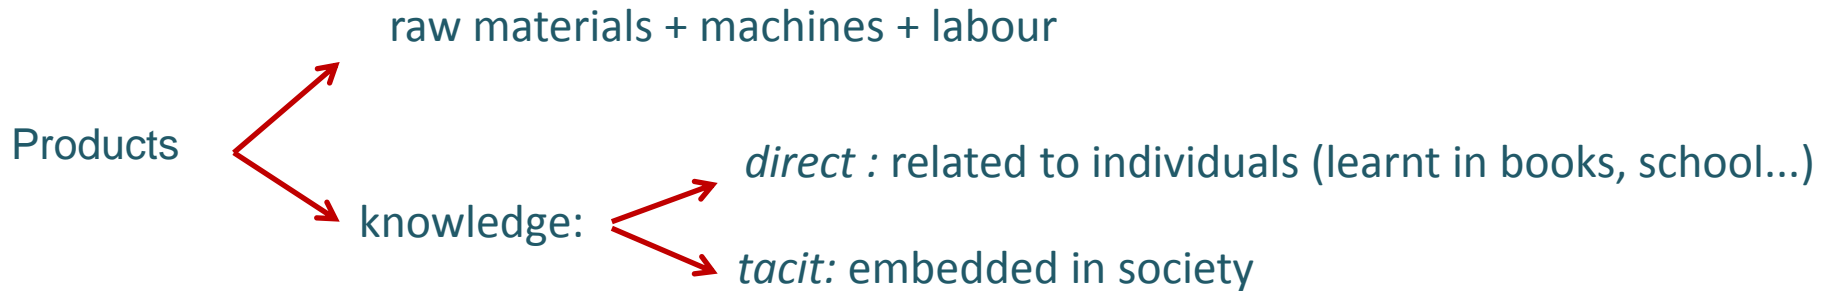 raw materials + machines + labour
Products
direct : related to individuals (learnt in books, school...)
knowledge:
tacit: embedded in society